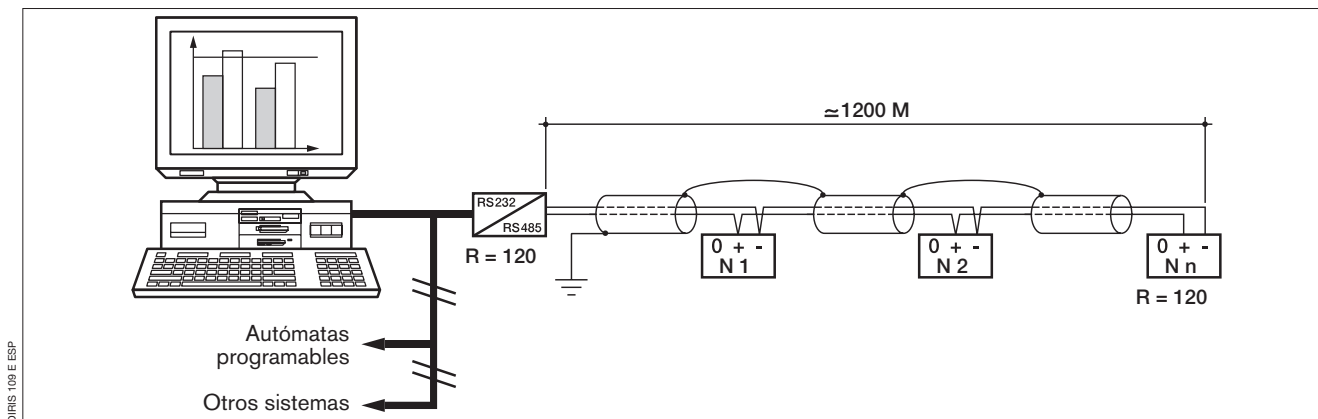 ≃1200 M
RS232
RS485
R = 120
0 + -
N 1
0 + -
N 2
0 + -
N n
R = 120
Autómatas
programables
Otros sistemas
DIRIS 109 E ESP